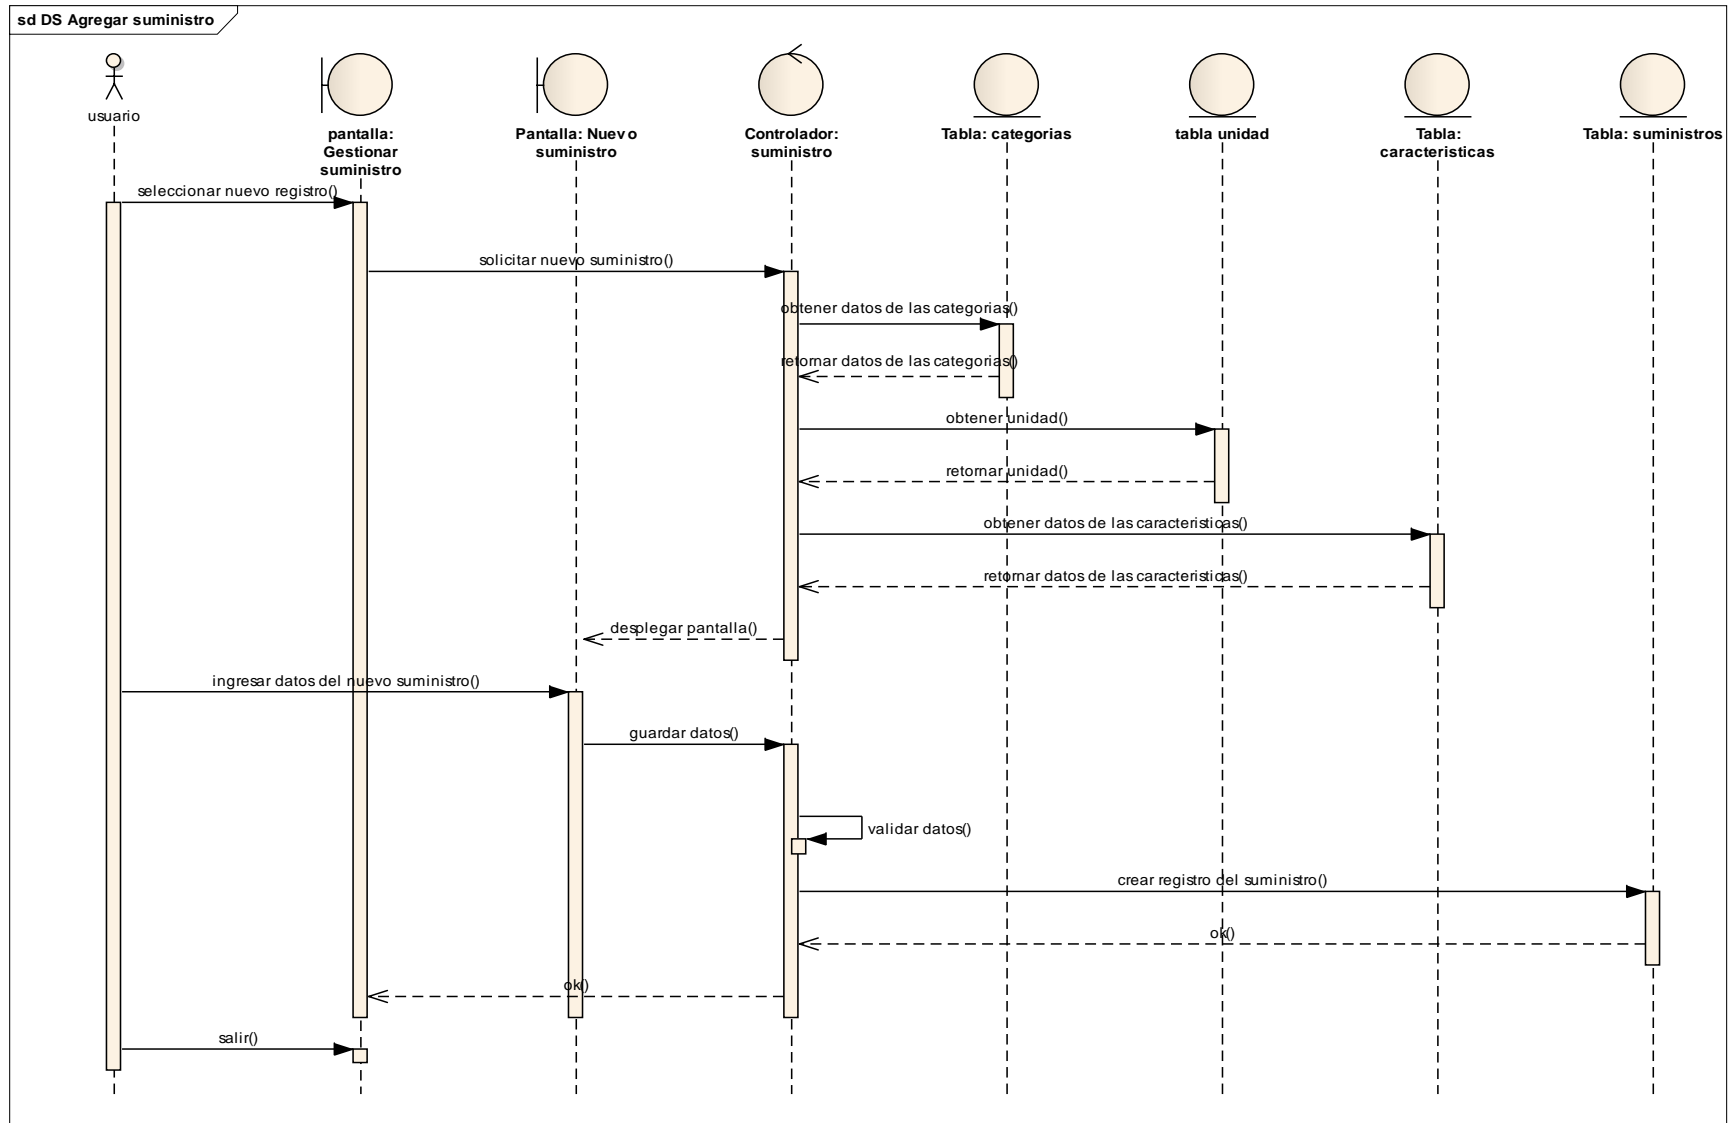 sd DS Agregar suministro
usuario
pantalla:
Gestionar
suministro
Pantalla: Nuevo
suministro
Controlador:
suministro
Tabla: categorias
tabla unidad
Tabla:
caracteristicas
Tabla: suministros
seleccionar nuevo registro()
solicitar nuevo suministro()
obtener datos de las categorias()
retornar datos de las categorias()
obtener unidad()
retornar unidad()
obtener datos de las caracteristicas()
retornar datos de las caracteristicas()
desplegar pantalla()
ingresar datos del nuevo suministro()
guardar datos()
validar datos()
crear registro del suministro()
ok()
ok()
salir()